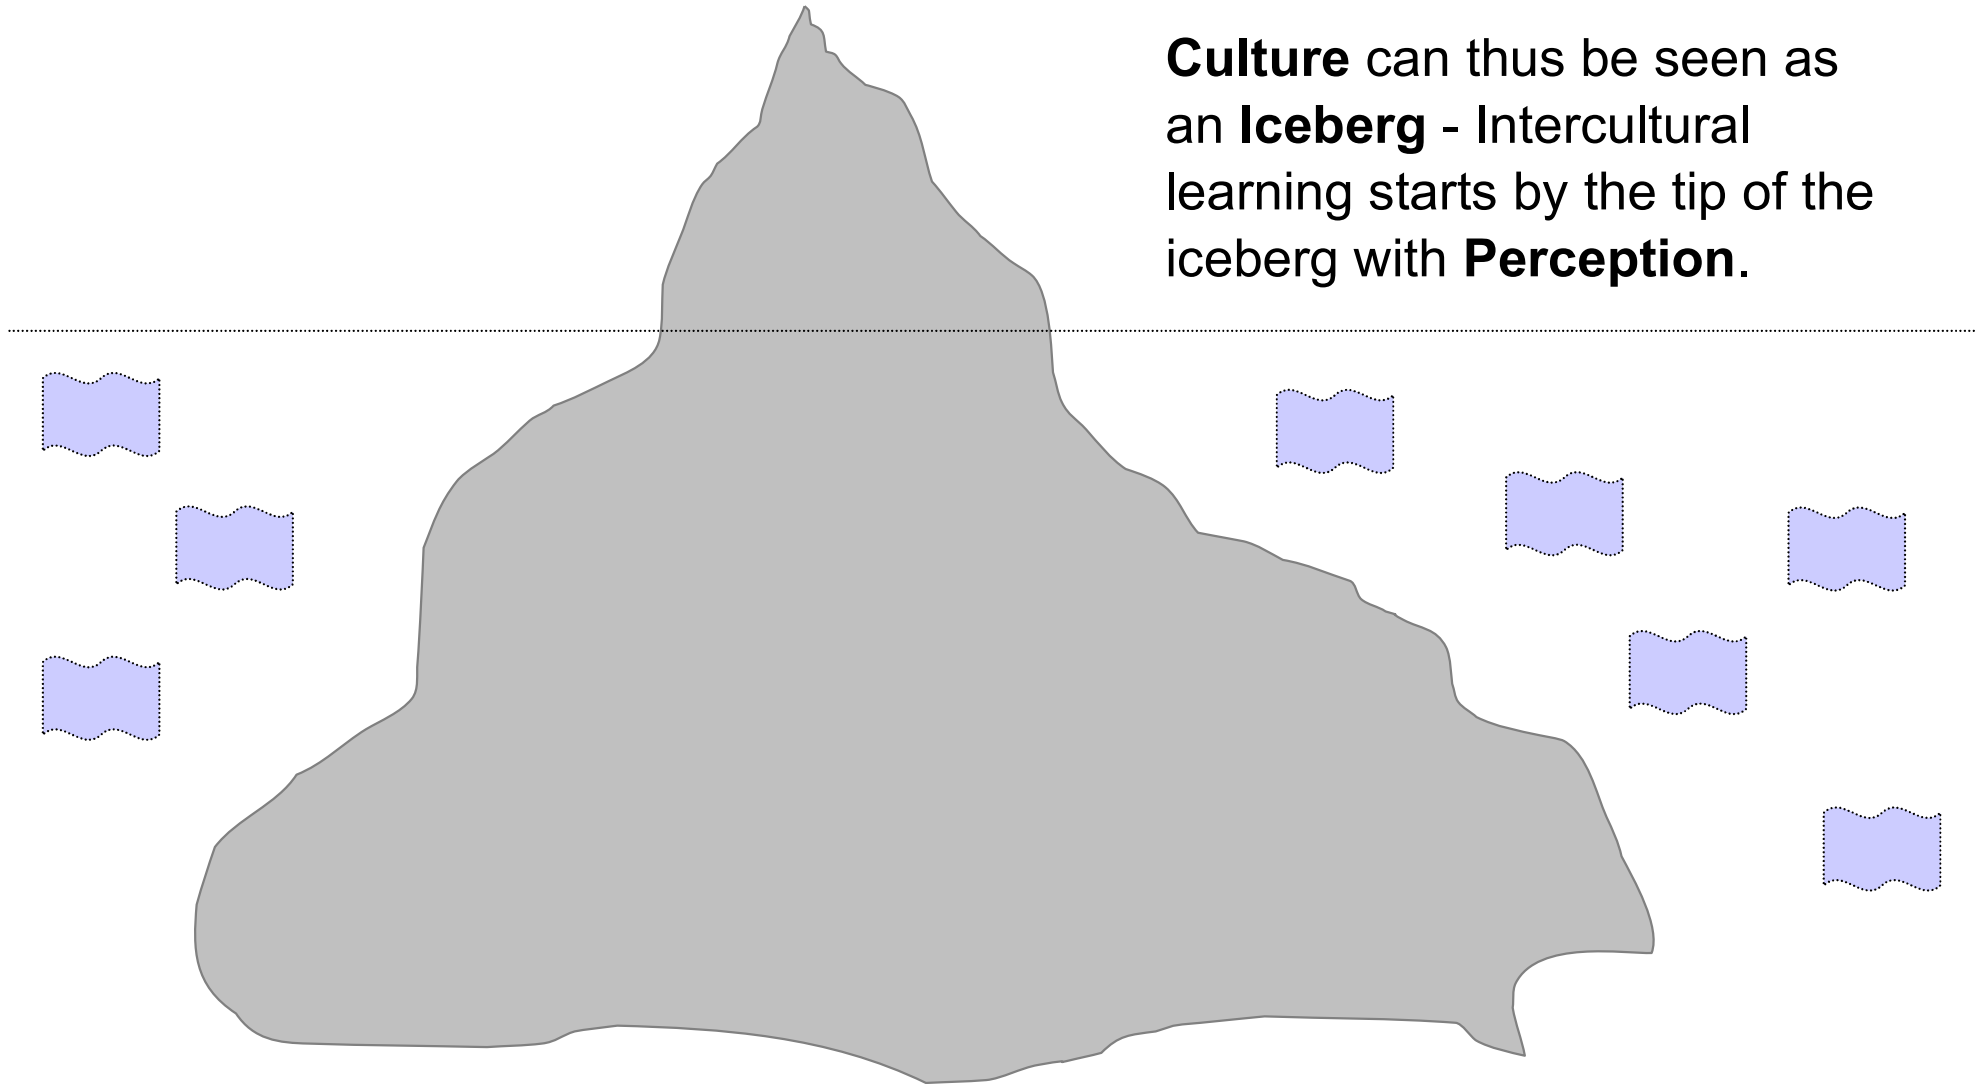 Culture can thus be seen as
an Iceberg - Intercultural
learning starts by the tip of the
iceberg with Perception.